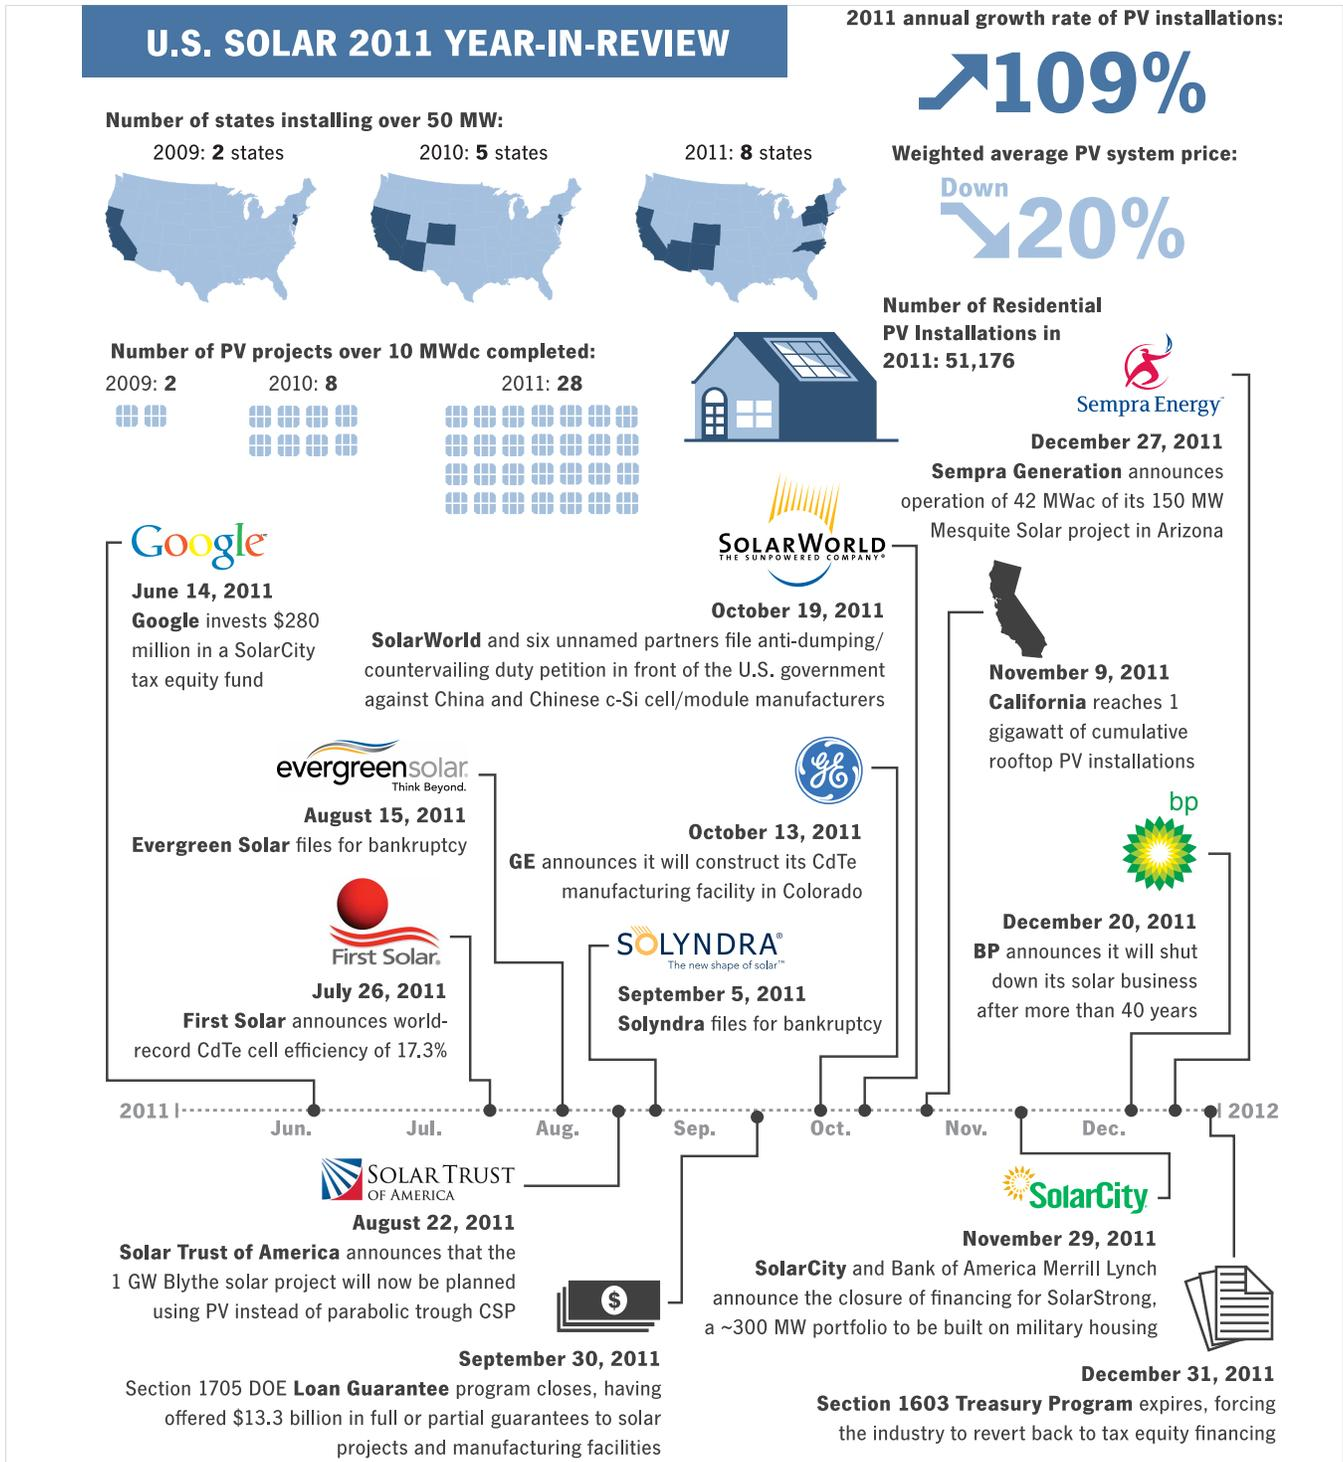 U.S. SOLAR 2011 YEAR-IN-REVIEW
2011 annual growth rate of PV installations:
109%
Number of states installing over 50 MW:
2009: 2 states
2010: 5 states
2011: 8 states
Weighted average PV system price:
Down
20%
Number of PV projects over 10 MWdc completed:
2009: 2
2010: 8
2011: 28
Number of Residential
PV Installations in
2011: 51,176
Sempra Energy™
December 27, 2011
Sempra Generation announces
operation of 42 MWac of its 150 MW
Mesquite Solar project in Arizona
Google™
June 14, 2011
Google invests $280
million in a SolarCity
tax equity fund
SOLARWORLD
THE SUNPOWERED COMPANY®
October 19, 2011
SolarWorld and six unnamed partners file anti-dumping/
countervailing duty petition in front of the U.S. government
against China and Chinese c-Si cell/module manufacturers
November 9, 2011
California reaches 1
gigawatt of cumulative
rooftop PV installations
evergreensolar.
Think Beyond.
August 15, 2011
Evergreen Solar files for bankruptcy
GE
October 13, 2011
GE announces it will construct its CdTe
manufacturing facility in Colorado
bp
December 20, 2011
BP announces it will shut
down its solar business
after more than 40 years
First Solar.
July 26, 2011
First Solar announces world-
record CdTe cell efficiency of 17.3%
SOLYNDRA®
The new shape of solar™
September 5, 2011
Solyndra files for bankruptcy
2011
2012
Jun.
Jul.
Aug.
Sep.
Oct.
Nov.
Dec.
SOLAR TRUST
OF AMERICA
August 22, 2011
Solar Trust of America announces that the
1 GW Blythe solar project will now be planned
using PV instead of parabolic trough CSP
$
September 30, 2011
Section 1705 DOE Loan Guarantee program closes, having
offered $13.3 billion in full or partial guarantees to solar
projects and manufacturing facilities
SolarCity
November 29, 2011
SolarCity and Bank of America Merrill Lynch
announce the closure of financing for SolarStrong,
a ~300 MW portfolio to be built on military housing
December 31, 2011
Section 1603 Treasury Program expires, forcing
the industry to revert back to tax equity financing